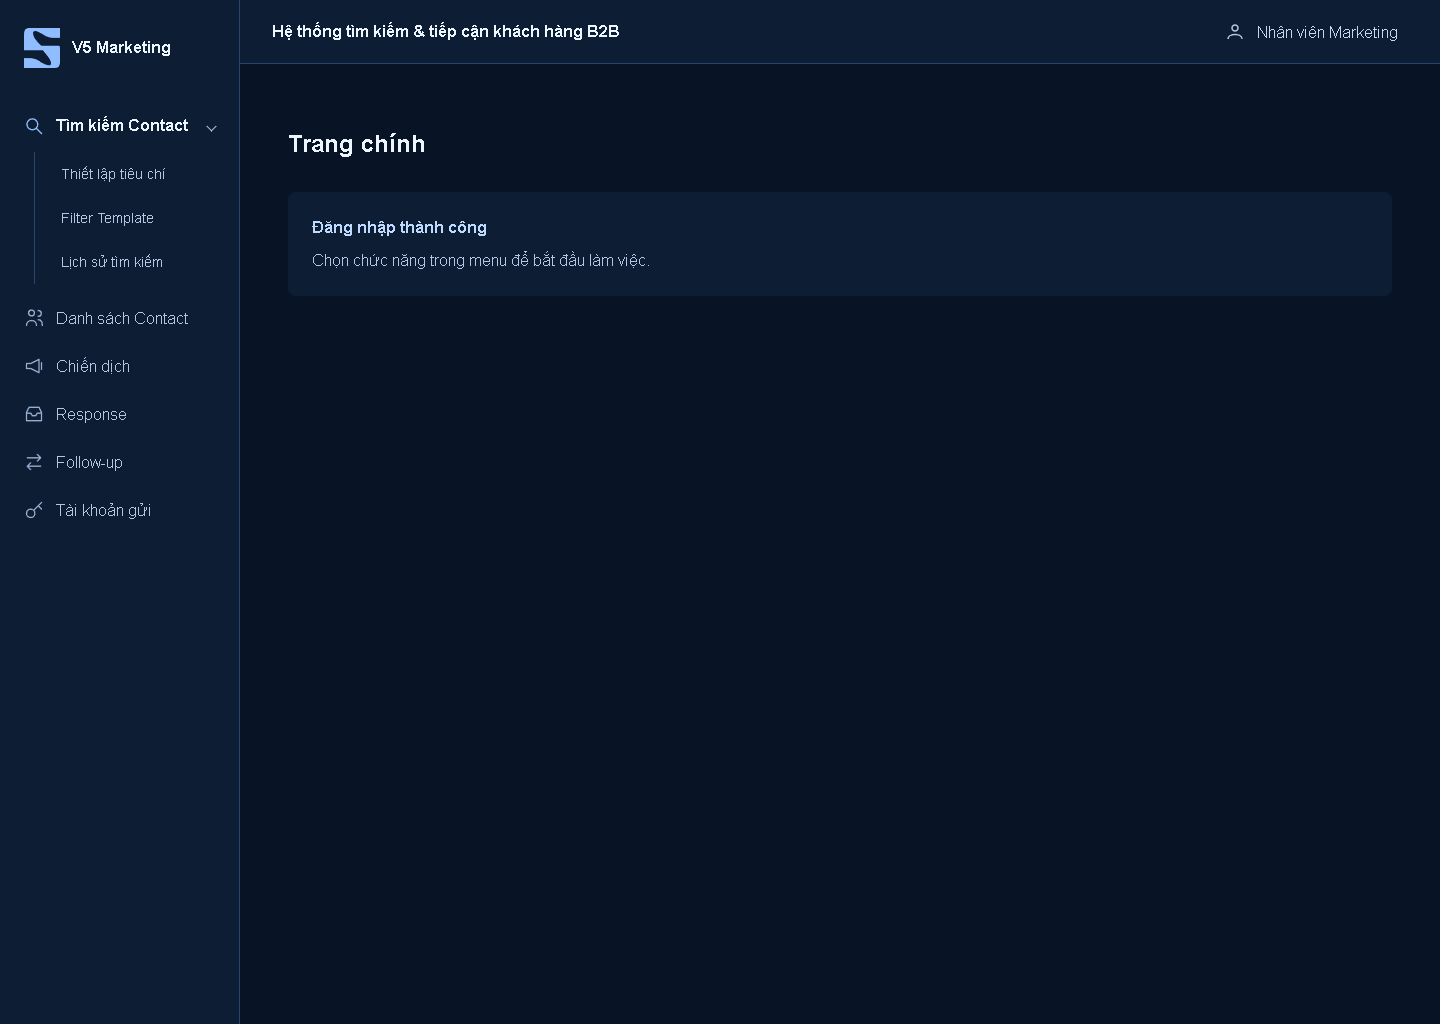 V5 Marketing
Hệ thống tìm kiếm & tiếp cận khách hàng B2B
Nhân viên Marketing
Tìm kiếm Contact
Thiết lập tiêu chí
Filter Template
Lịch sử tìm kiếm
Danh sách Contact
Chiến dịch
Response
Follow-up
Tài khoản gửi
Trang chính
Đăng nhập thành công
Chọn chức năng trong menu để bắt đầu làm việc.